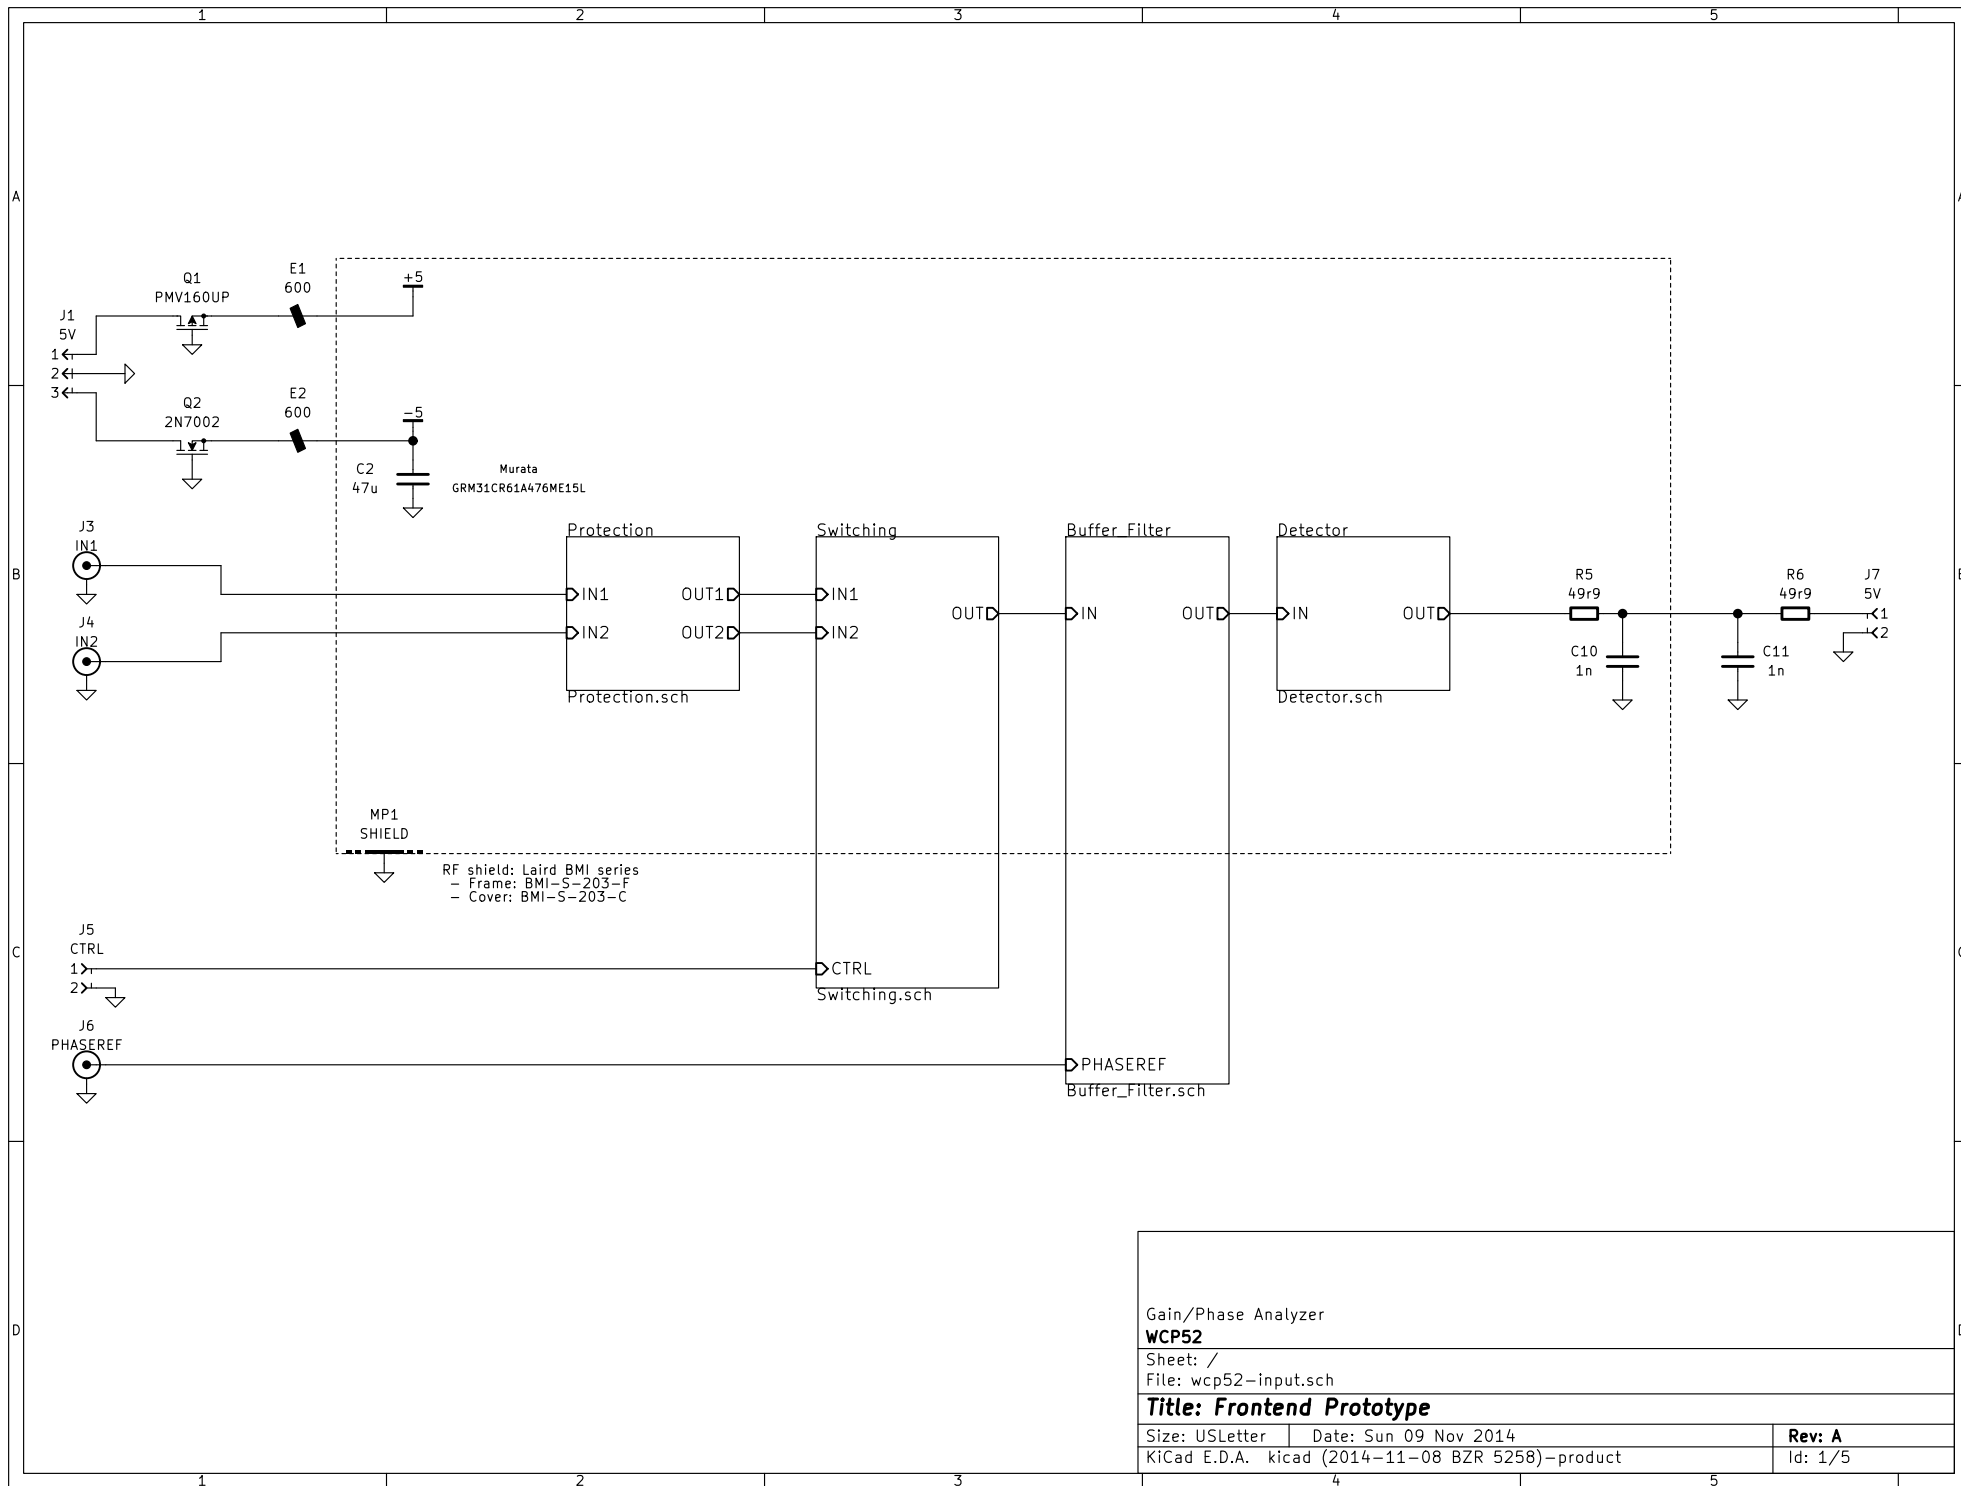 1 2 3 4 5
A
Q1
PMV160UP
E1
600
+5
J1
5V
1
2
3
Q2
2N7002
E2
600
-5
C2
47u
Murata
GRM31CR61A476ME15L
J3
IN1
J4
IN2
B
Protection
IN1 OUT1
IN2 OUT2
Protection.sch
Switching
IN1
OUT
IN2
CTRL
Switching.sch
Buffer_Filter
IN OUT
PHASEREF
Buffer_Filter.sch
Detector
IN OUT
Detector.sch
R5
49r9
C10
1n
C11
1n
R6
49r9
J7
5V
1
2
MP1
SHIELD
RF shield: Laird BMI series
- Frame: BMI-S-203-F
- Cover: BMI-S-203-C
C
J5
CTRL
1
2
J6
PHASEREF
D
Gain/Phase Analyzer
WCP52
Sheet: /
File: wcp52-input.sch
Title: Frontend Prototype
Size: USLetter Date: Sun 09 Nov 2014 Rev: A
KiCad E.D.A. kicad (2014-11-08 BZR 5258)-product Id: 1/5
1 2 3 4 5